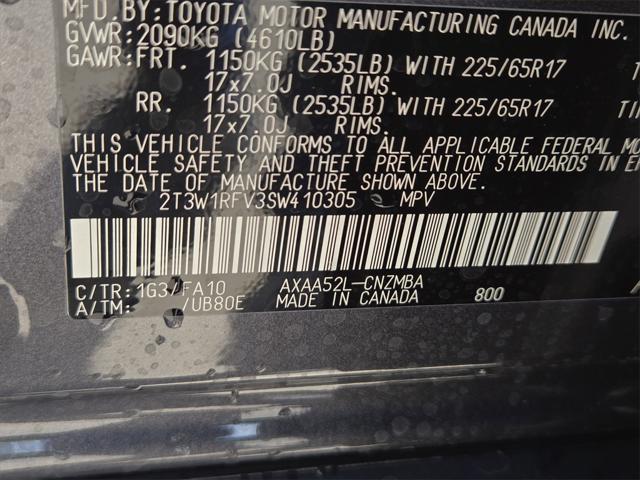 MFD. BY: TOYOTA MOTOR MANUFACTURING CANADA INC.
GVWR: 2090KG (4610LB)
GAWR: FRT. 1150KG (2535LB) WITH 225/65R17
17x7.0J RIMS.
RR. 1150KG (2535LB) WITH 225/65R17
17x7.0J RIMS.
THIS VEHICLE CONFORMS TO ALL APPLICABLE FEDERAL
VEHICLE SAFETY AND THEFT PREVENTION STANDARDS IN
THE DATE OF MANUFACTURE SHOWN ABOVE.
2T3W1RFV3SW410305 MPV
C/TR: 1G3/FA10 AXAA52L-CNZMBA
A/TM: /UB80E MADE IN CANADA 800